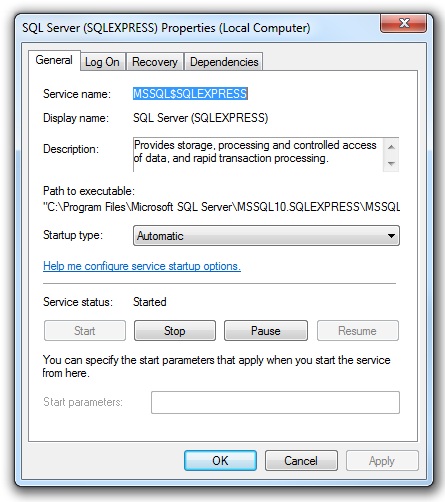 SQL Server (SQLEXPRESS) Properties (Local Computer)
General Log On Recovery Dependencies
Service name: MSSQL$SQLEXPRESS
Display name: SQL Server (SQLEXPRESS)
Description: Provides storage, processing and controlled access
of data, and rapid transaction processing.
Path to executable:
"C:\Program Files\Microsoft SQL Server\MSSQL10.SQLEXPRESS\MSSQL
Startup type: Automatic
Help me configure service startup options.
Service status: Started
Start Stop Pause Resume
You can specify the start parameters that apply when you start the service
from here.
Start parameters:
OK Cancel Apply